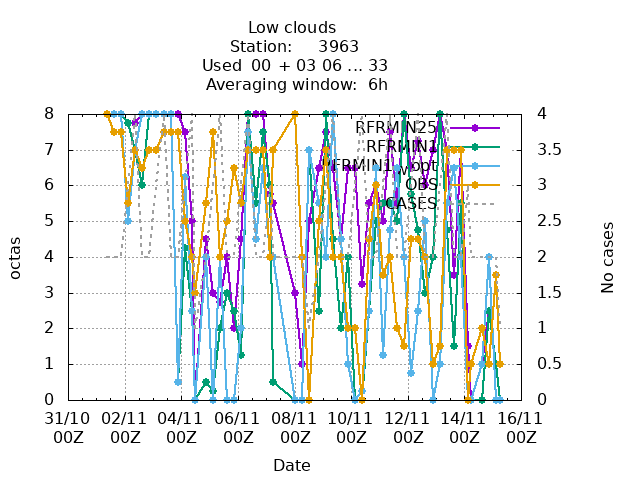 Low clouds
Station: 3963
Used 00 + 03 06 ... 33
Averaging window: 6h
8 4
7 3.5
6 3
5 2.5
4 2
3 1.5
2 1
1 0.5
0 0
RFRMIN25
RFRMIN1
RFRMIN1_vopt
OBS
CASES
octas
No cases
31/10 02/11 04/11 06/11 08/11 10/11 12/11 14/11 16/11
00Z 00Z 00Z 00Z 00Z 00Z 00Z 00Z 00Z
Date